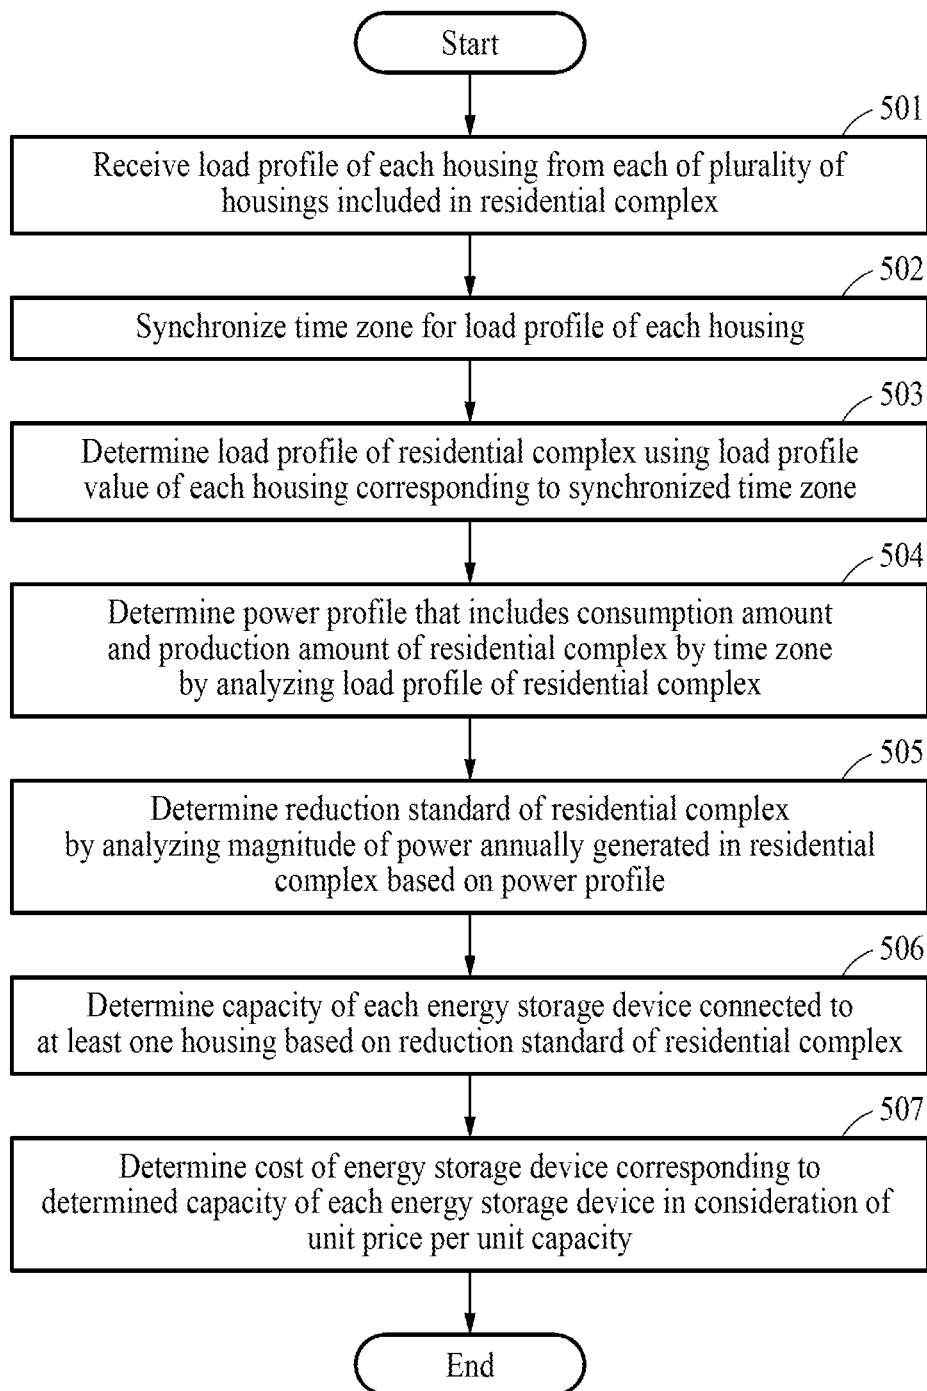 Start
501
Receive load profile of each housing from each of plurality of
housings included in residential complex
502
Synchronize time zone for load profile of each housing
503
Determine load profile of residential complex using load profile
value of each housing corresponding to synchronized time zone
504
Determine power profile that includes consumption amount
and production amount of residential complex by time zone
by analyzing load profile of residential complex
505
Determine reduction standard of residential complex
by analyzing magnitude of power annually generated in residential
complex based on power profile
506
Determine capacity of each energy storage device connected to
at least one housing based on reduction standard of residential complex
507
Determine cost of energy storage device corresponding to
determined capacity of each energy storage device in consideration of
unit price per unit capacity
End